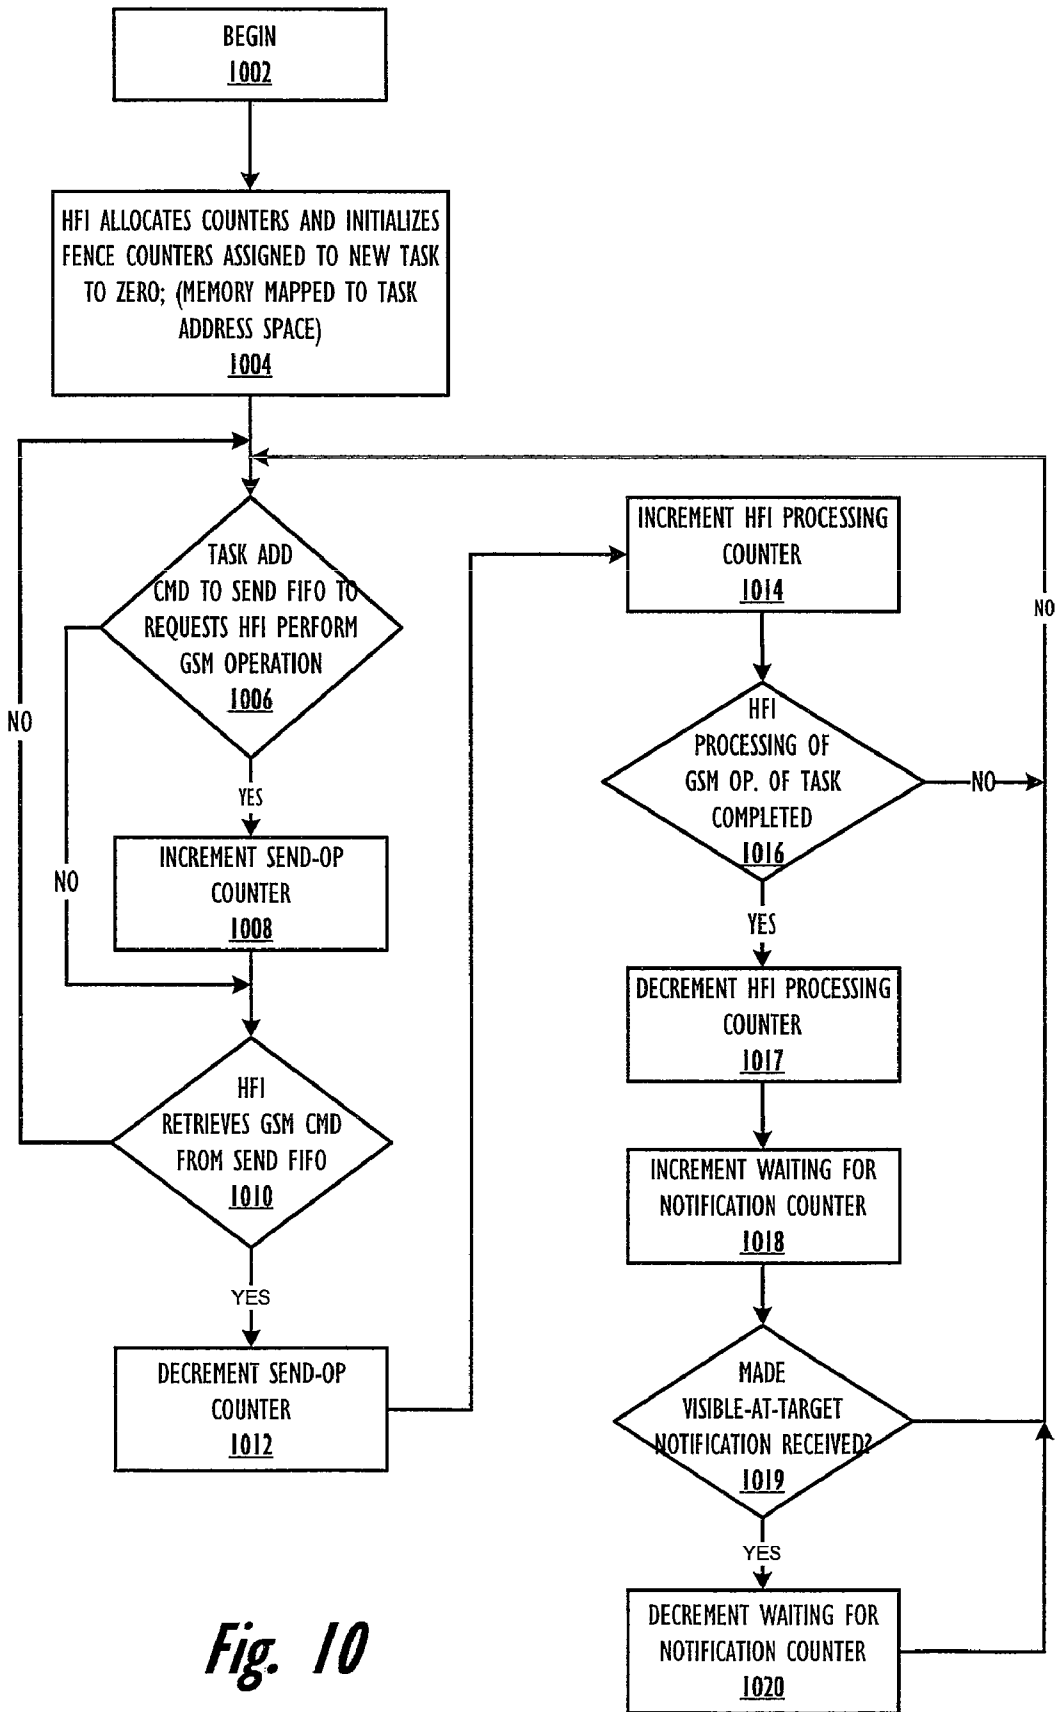 BEGIN
1002
HFI ALLOCATES COUNTERS AND INITIALIZES
FENCE COUNTERS ASSIGNED TO NEW TASK
TO ZERO; (MEMORY MAPPED TO TASK
ADDRESS SPACE)
1004
TASK ADD
CMD TO SEND FIFO TO
REQUESTS HFI PERFORM
GSM OPERATION
1006
NO
YES
NO
INCREMENT SEND-OP
COUNTER
1008
HFI
RETRIEVES GSM CMD
FROM SEND FIFO
1010
YES
DECREMENT SEND-OP
COUNTER
1012
INCREMENT HFI PROCESSING
COUNTER
1014
NO
HFI
PROCESSING OF
GSM OP. OF TASK
COMPLETED
1016
NO
YES
DECREMENT HFI PROCESSING
COUNTER
1017
INCREMENT WAITING FOR
NOTIFICATION COUNTER
1018
MADE
VISIBLE-AT-TARGET
NOTIFICATION RECEIVED?
1019
YES
DECREMENT WAITING FOR
NOTIFICATION COUNTER
1020
Fig. 10